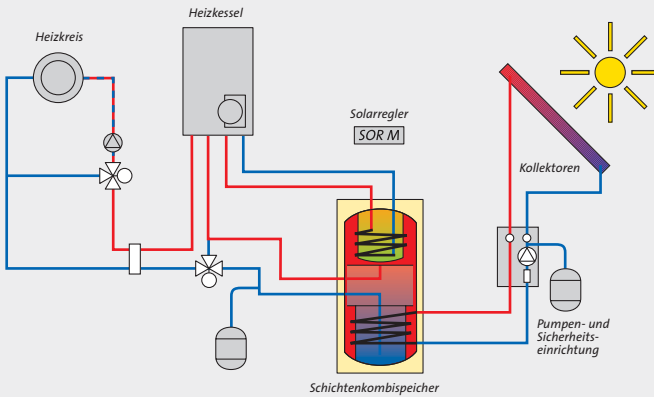 Heizkreis
Heizkessel
Solarregler
SOR M
Kollektoren
Pumpen- und
Sicherheits-
einrichtung
Schichtenkombispeicher